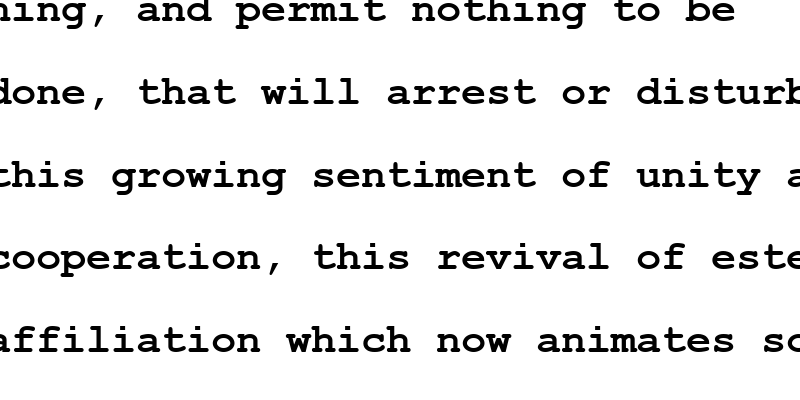 ning, and permit nothing to be
done, that will arrest or disturb
this growing sentiment of unity a
cooperation, this revival of este
affiliation which now animates so